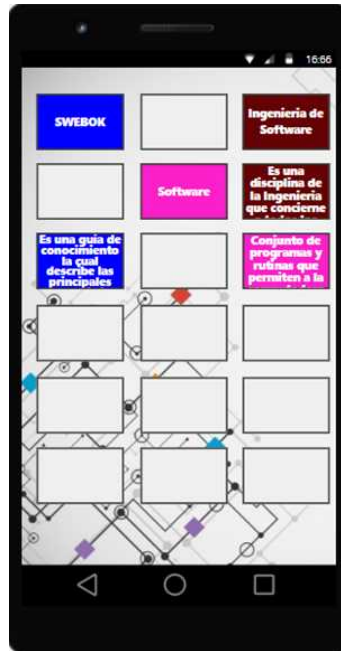 16:66
SWEBOK
Ingenieria de
Software
Software
Es una
disciplina de
la Ingenieria
que concierne
Es una guia de
conocimiento
la cual
describe las
principales
Conjunto de
programas y
rutinas que
permiten a la